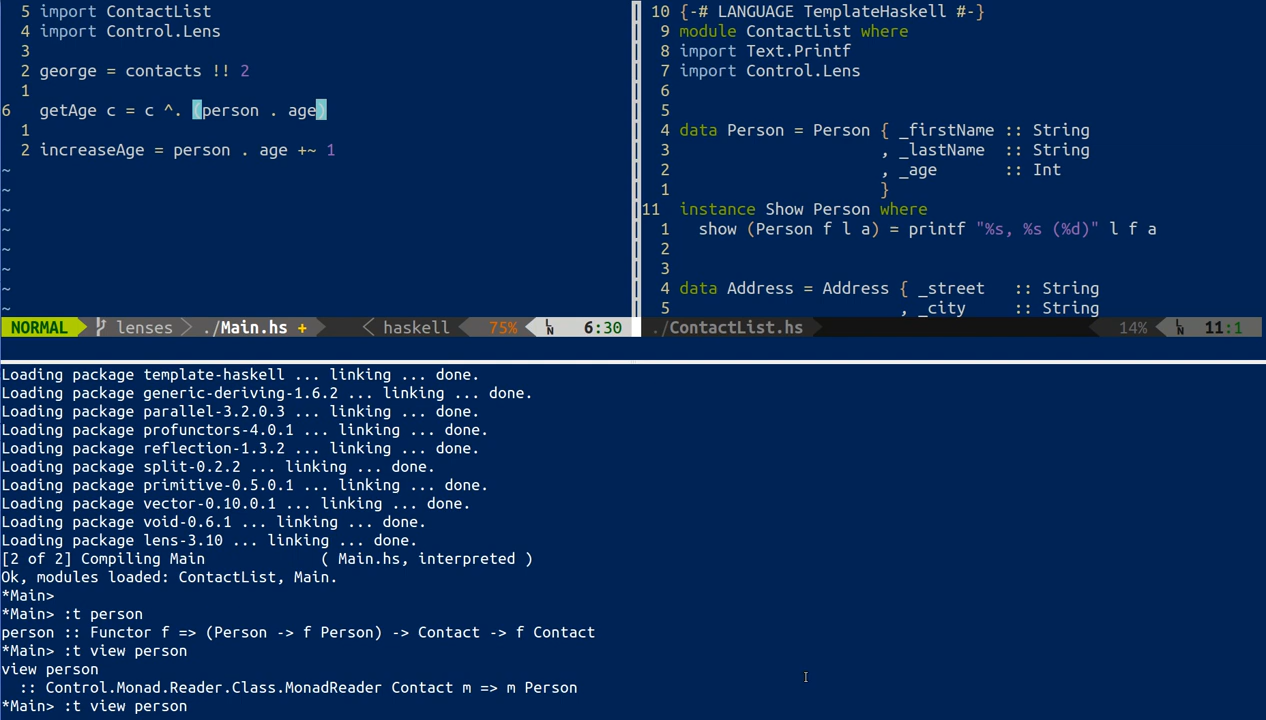 5 import ContactList
4 import Control.Lens
3
2 george = contacts !! 2
1
6 getAge c = c ^. (person . age)
1
2 increaseAge = person . age +~ 1
~
~
~
~
~
~
~
~
NORMAL lenses ./Main.hs + haskell 75% LN 6:30
10 {-# LANGUAGE TemplateHaskell #-}
9 module ContactList where
8 import Text.Printf
7 import Control.Lens
6
5
4 data Person = Person { _firstName :: String
3 , _lastName :: String
2 , _age :: Int
1 }
11 instance Show Person where
1 show (Person f l a) = printf "%s, %s (%d)" l f a
2
3
4 data Address = Address { _street :: String
5 , _city :: String
./ContactList.hs 14% LN 11:1
Loading package template-haskell ... linking ... done.
Loading package generic-deriving-1.6.2 ... linking ... done.
Loading package parallel-3.2.0.3 ... linking ... done.
Loading package profunctors-4.0.1 ... linking ... done.
Loading package reflection-1.3.2 ... linking ... done.
Loading package split-0.2.2 ... linking ... done.
Loading package primitive-0.5.0.1 ... linking ... done.
Loading package vector-0.10.0.1 ... linking ... done.
Loading package void-0.6.1 ... linking ... done.
Loading package lens-3.10 ... linking ... done.
[2 of 2] Compiling Main ( Main.hs, interpreted )
Ok, modules loaded: ContactList, Main.
*Main>
*Main> :t person
person :: Functor f => (Person -> f Person) -> Contact -> f Contact
*Main> :t view person
view person
:: Control.Monad.Reader.Class.MonadReader Contact m => m Person
*Main> :t view person